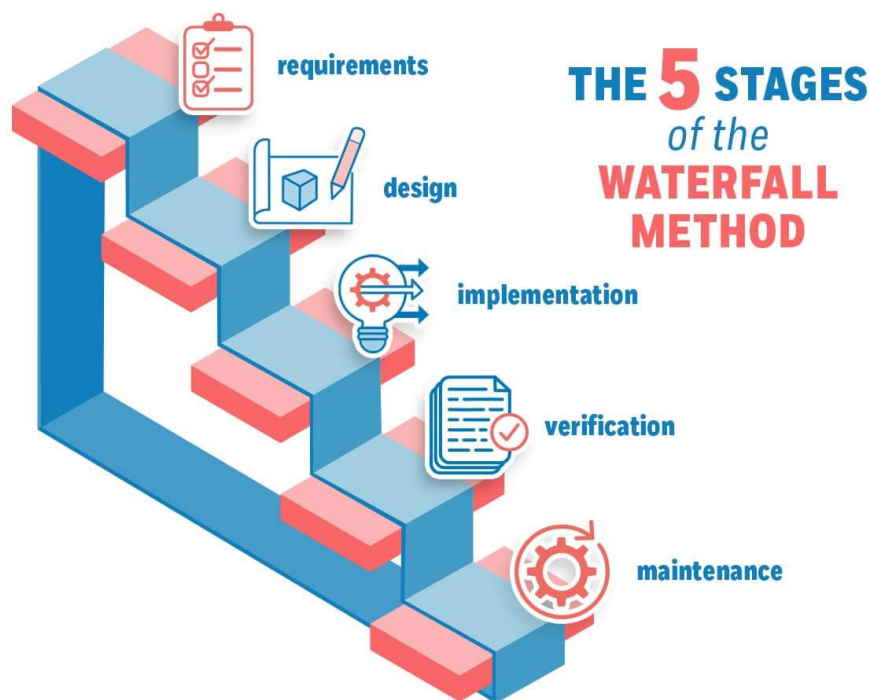 THE 5 STAGES
of the
WATERFALL
METHOD
requirements
design
implementation
verification
maintenance